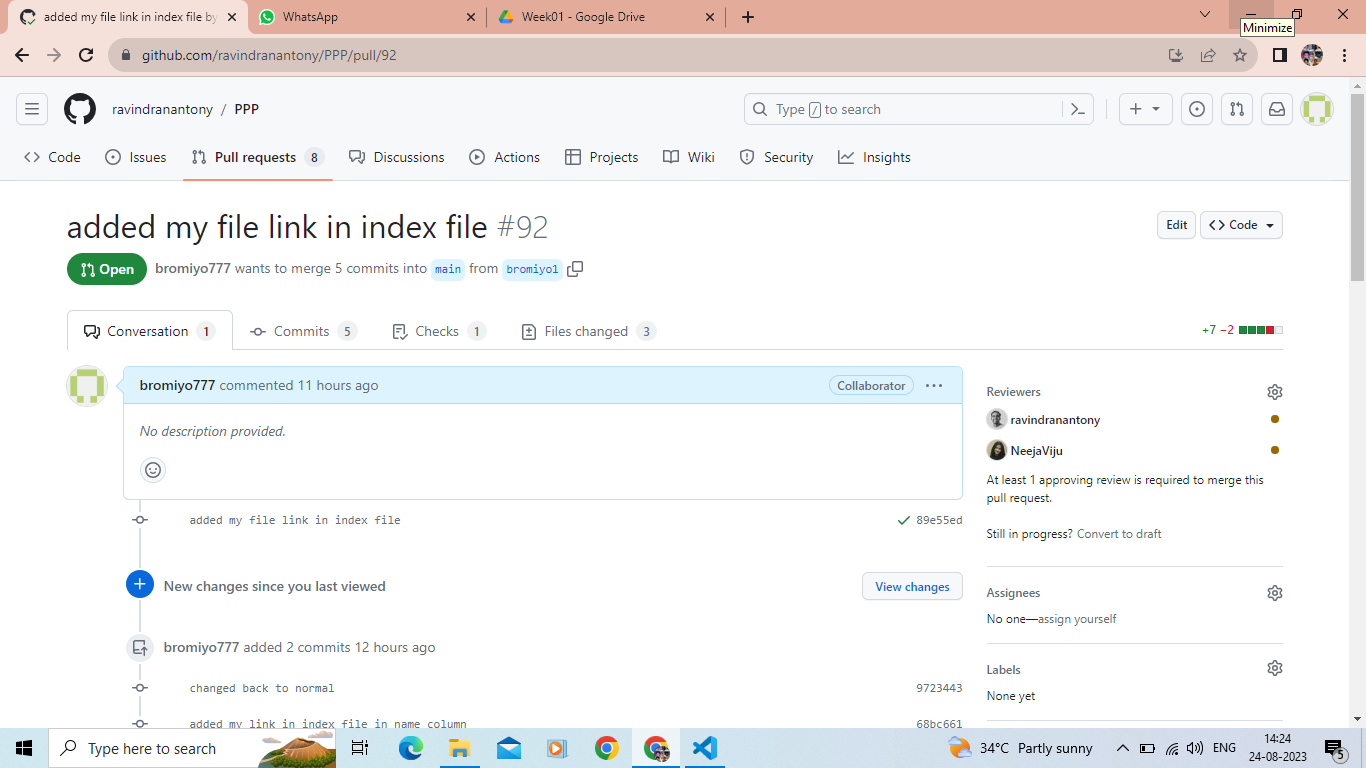 added my file link in index file by
WhatsApp
Week01 - Google Drive
Minimize
github.com/ravindranantony/PPP/pull/92
ravindranantony / PPP
Type / to search
Code
Issues
Pull requests 8
Discussions
Actions
Projects
Wiki
Security
Insights
added my file link in index file #92
Edit
Code
Open
bromiyo777 wants to merge 5 commits into main from bromiyo1
Conversation 1
Commits 5
Checks 1
Files changed 3
+7 −2
bromiyo777 commented 11 hours ago
Collaborator
No description provided.
added my file link in index file
89e55ed
New changes since you last viewed
View changes
bromiyo777 added 2 commits 12 hours ago
changed back to normal
9723443
added my link in index file in name column
68bc661
Reviewers
ravindranantony
NeejaViju
At least 1 approving review is required to merge this
pull request.
Still in progress? Convert to draft
Assignees
No one—assign yourself
Labels
None yet
Type here to search
34°C Partly sunny
ENG
14:24
24-08-2023
5